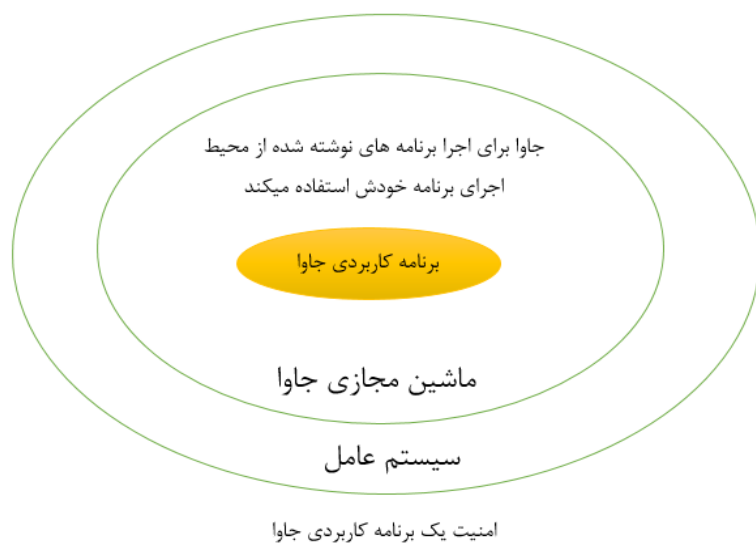 جاوا برای اجرا برنامه های نوشته شده از محیط
اجرای برنامه خودش استفاده میکند
برنامه کاربردی جاوا
ماشین مجازی جاوا
سیستم عامل
امنیت یک برنامه کاربردی جاوا